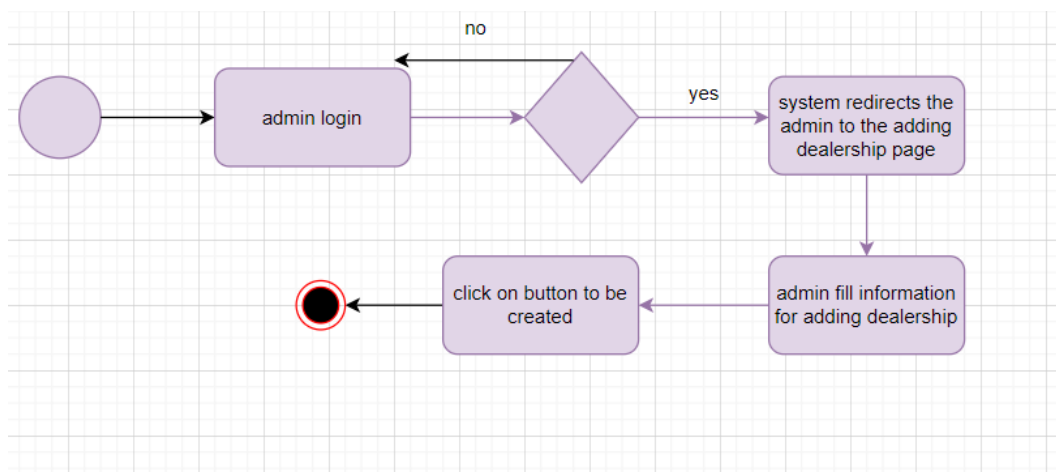 no
admin login
yes
system redirects the
admin to the adding
dealership page
click on button to be
created
admin fill information
for adding dealership